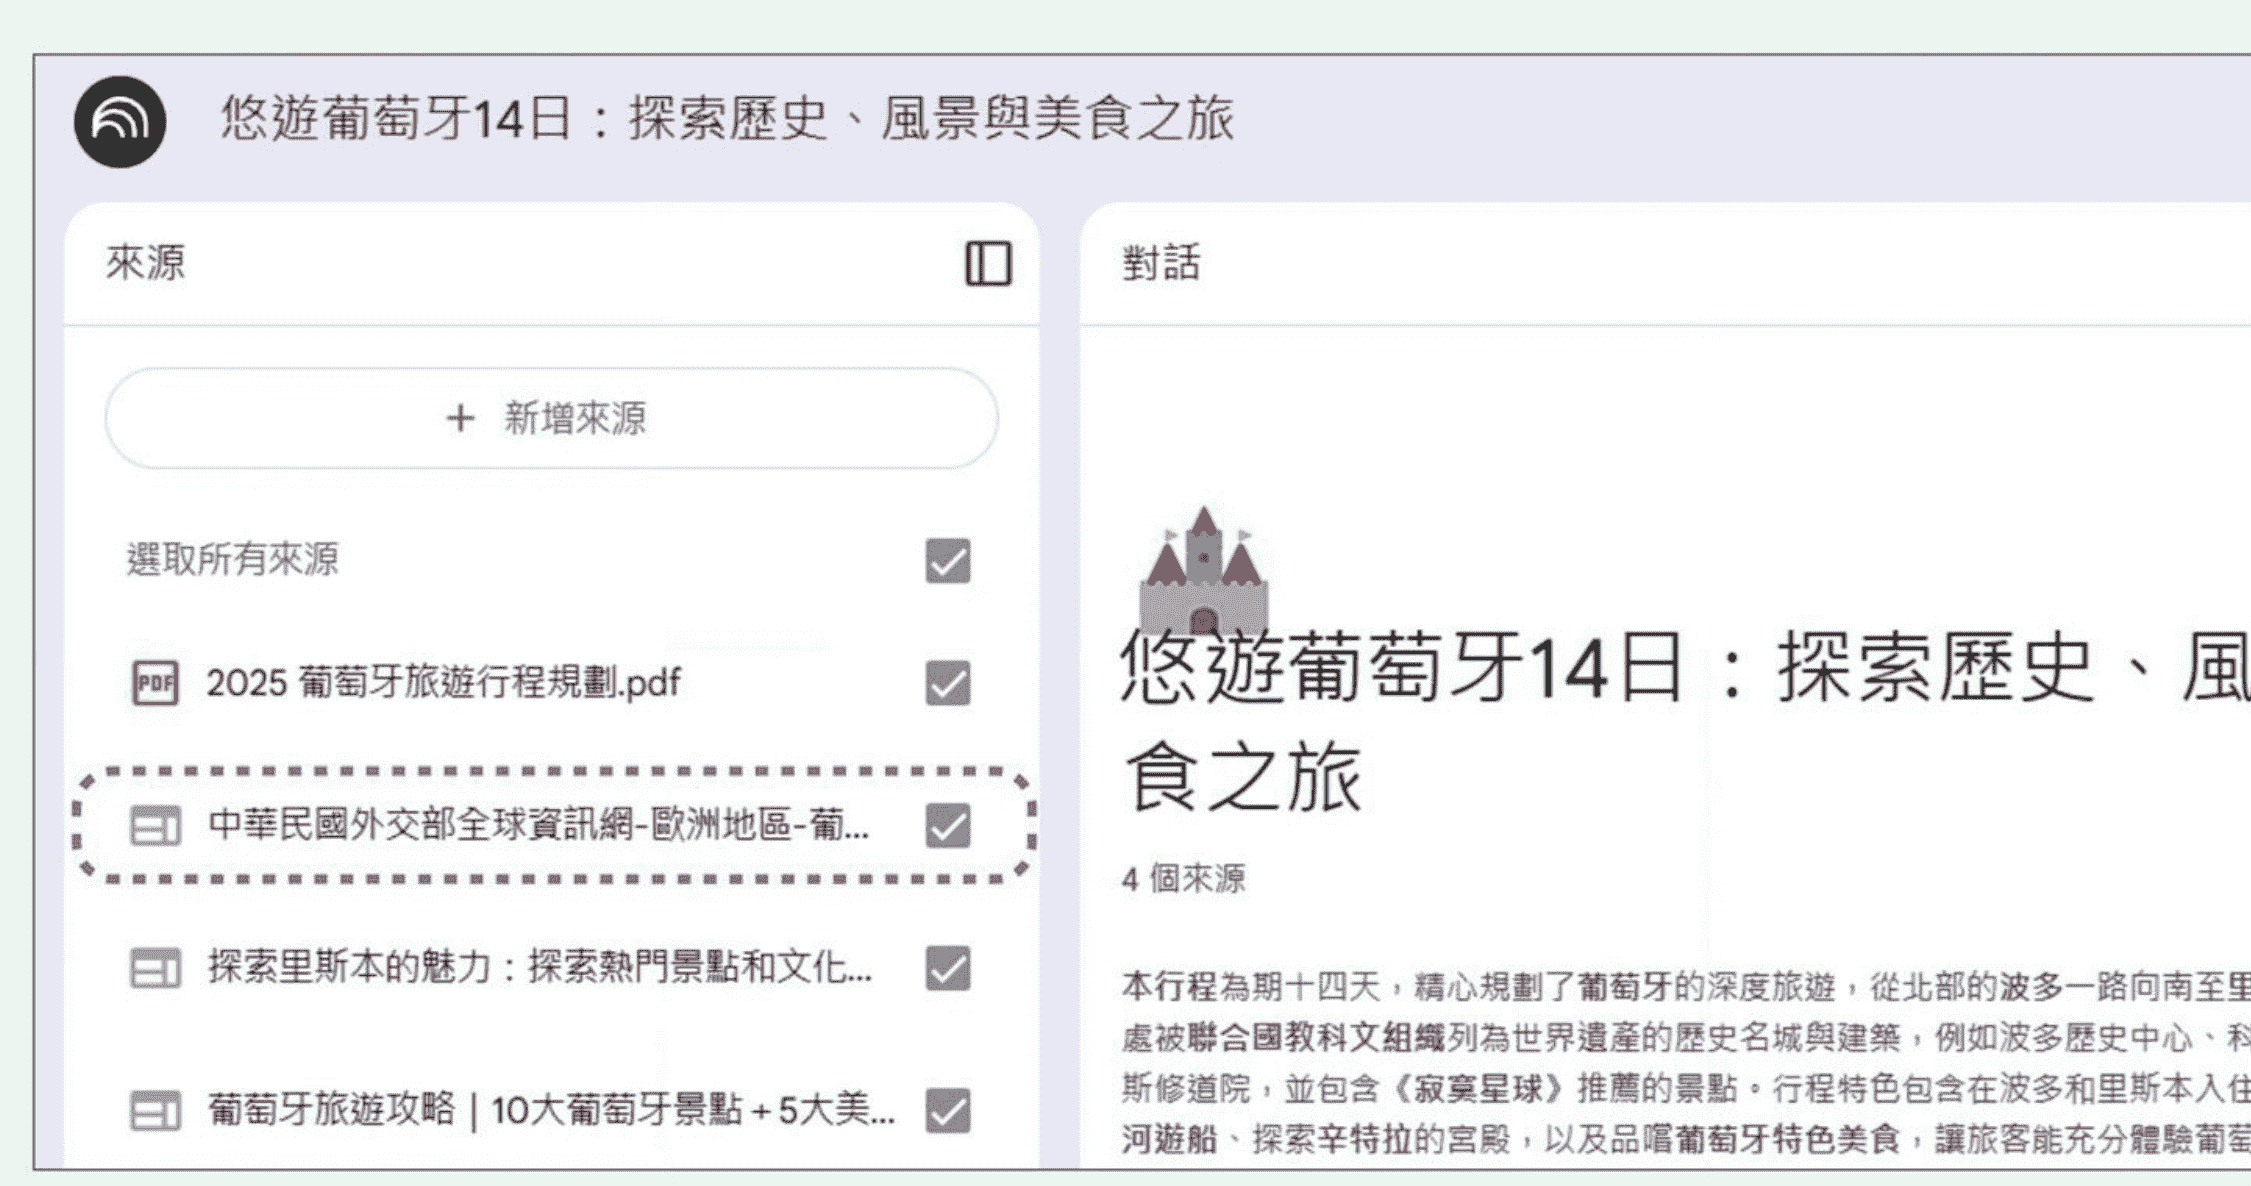 悠遊葡萄牙14日：探索歷史、風景與美食之旅
來源
+ 新增來源
選取所有來源
PDF 2025 葡萄牙旅遊行程規劃.pdf
中華民國外交部全球資訊網-歐洲地區-葡...
探索里斯本的魅力：探索熱門景點和文化...
葡萄牙旅遊攻略｜10大葡萄牙景點+5大美...
對話
悠遊葡萄牙14日：探索歷史、風
食之旅
4 個來源
本行程為期十四天，精心規劃了葡萄牙的深度旅遊，從北部的波多一路向南至里
處被聯合國教科文組織列為世界遺產的歷史名城與建築，例如波多歷史中心、科
斯修道院，並包含《寂寞星球》推薦的景點。行程特色包含在波多和里斯本入住
河遊船、探索辛特拉的宮殿，以及品嚐葡萄牙特色美食，讓旅客能充分體驗葡萄